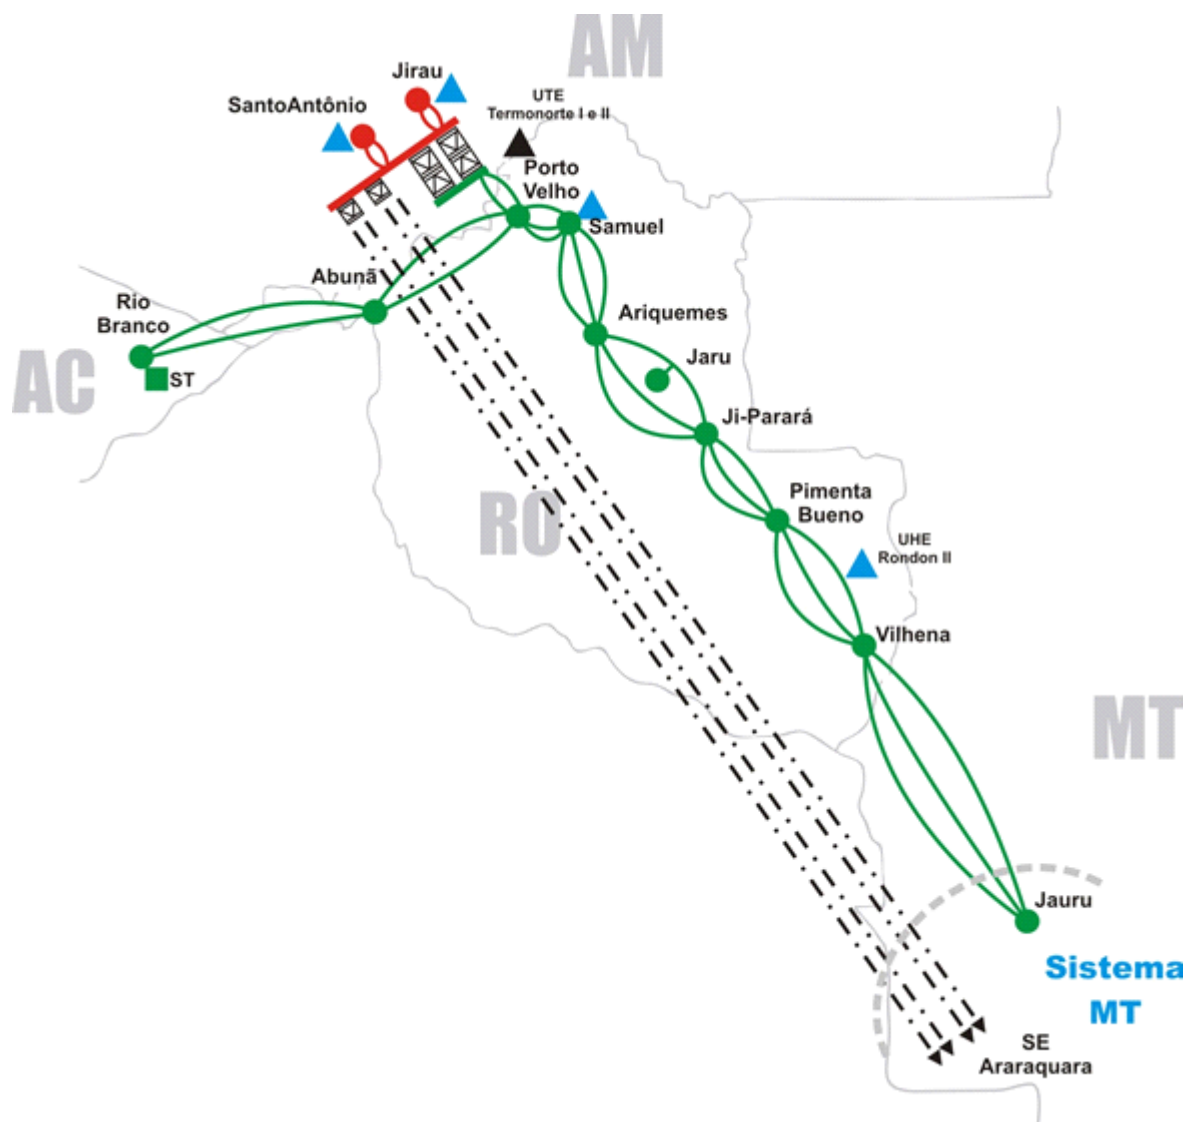 AM
Jirau
SantoAntônio
UTE
Termonorte I e II
Porto
Velho
Samuel
Abunã
Rio
Branco
ST
AC
Ariquemes
Jaru
Ji-Parará
RO
Pimenta
Bueno
UHE
Rondon II
Vilhena
MT
Jauru
Sistema
MT
SE
Araraquara